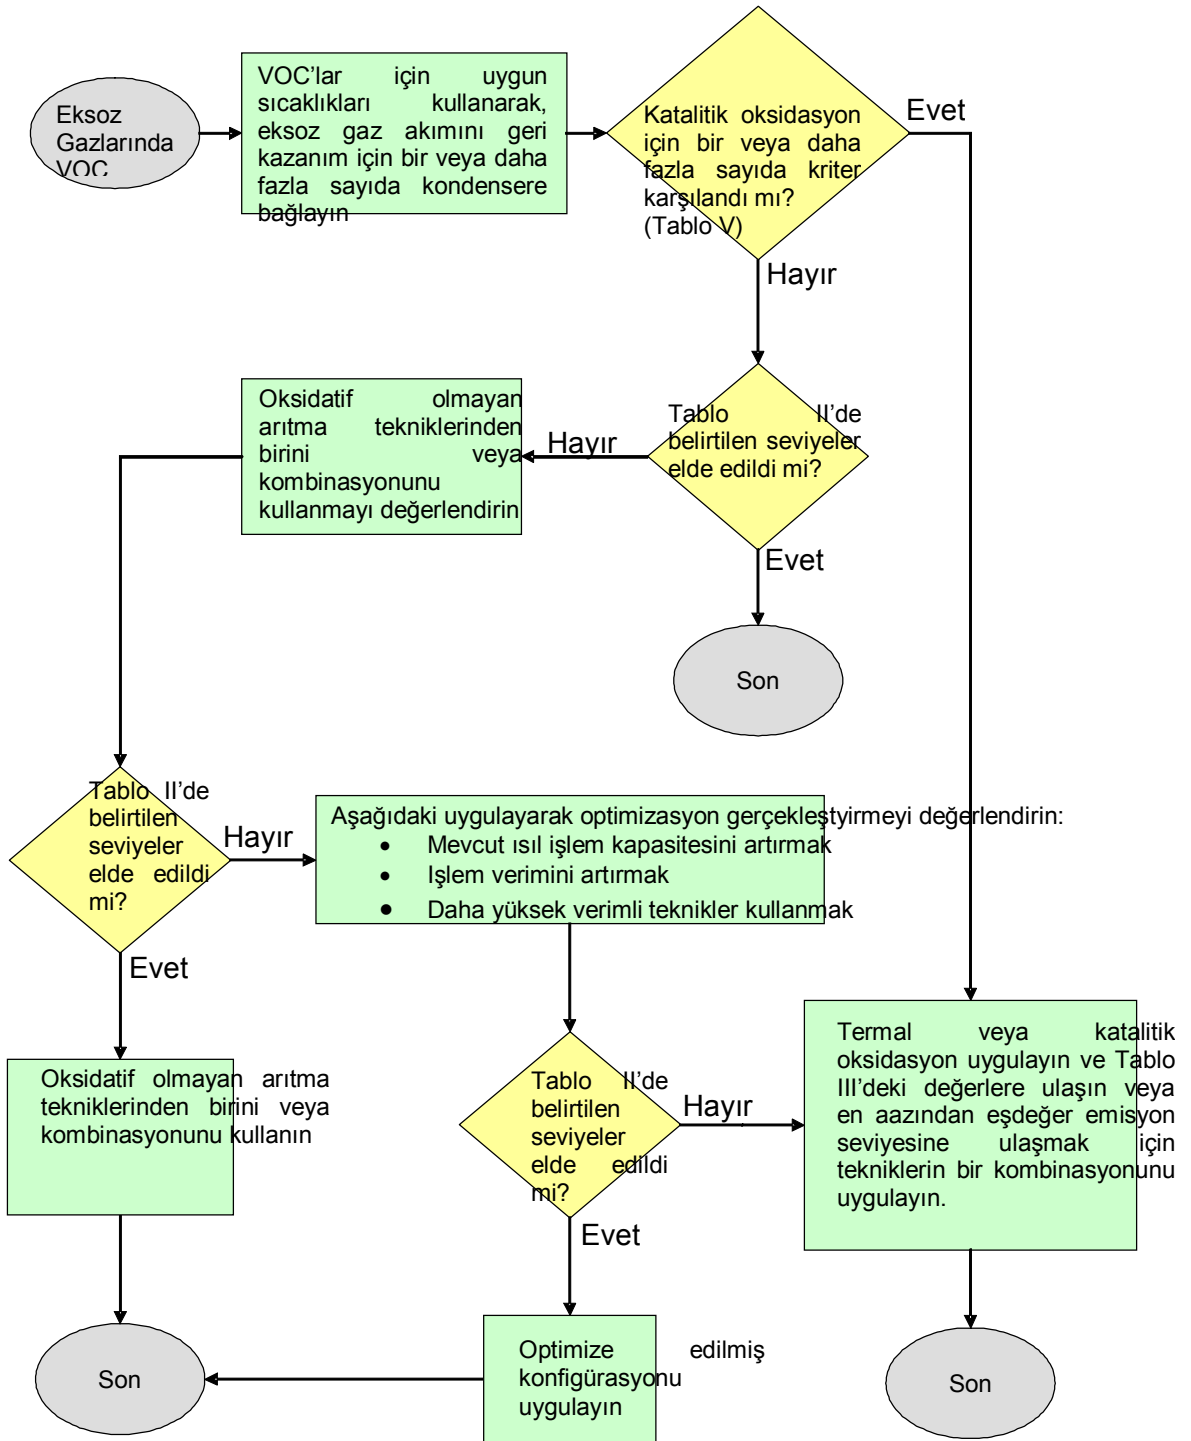 Eksoz
Gazlarında
VOC
VOC’lar için uygun
sıcaklıkları kullanarak,
eksoz gaz akımını geri
kazanım için bir veya daha
fazla sayıda kondensere
bağlayın
Katalitik oksidasyon
için bir veya daha
fazla sayıda kriter
karşılandı mı?
(Tablo V)
Evet
Hayır
Tablo II’de
belirtilen seviyeler
elde edildi mi?
Hayır
Oksidatif olmayan
arıtma tekniklerinden
birini veya
kombinasyonunu
kullanmayı değerlendirin
Evet
Son
Tablo II’de
belirtilen
seviyeler
elde edildi
mi?
Hayır
Aşağıdaki uygulayarak optimizasyon gerçekleştyirmeyi değerlendirin:
• Mevcut ısıl işlem kapasitesini artırmak
• Işlem verimini artırmak
• Daha yüksek verimli teknikler kullanmak
Evet
Oksidatif olmayan arıtma
tekniklerinden birini veya
kombinasyonunu kullanın
Tablo II’de
belirtilen
seviyeler
elde edildi
mi?
Hayır
Termal veya katalitik
oksidasyon uygulayın ve Tablo
III’deki değerlere ulaşın veya
en aazından eşdeğer emisyon
seviyesine ulaşmak için
tekniklerin bir kombinasyonunu
uygulayın.
Evet
Optimize edilmiş
konfigürasyonu
uygulayın
Son
Son